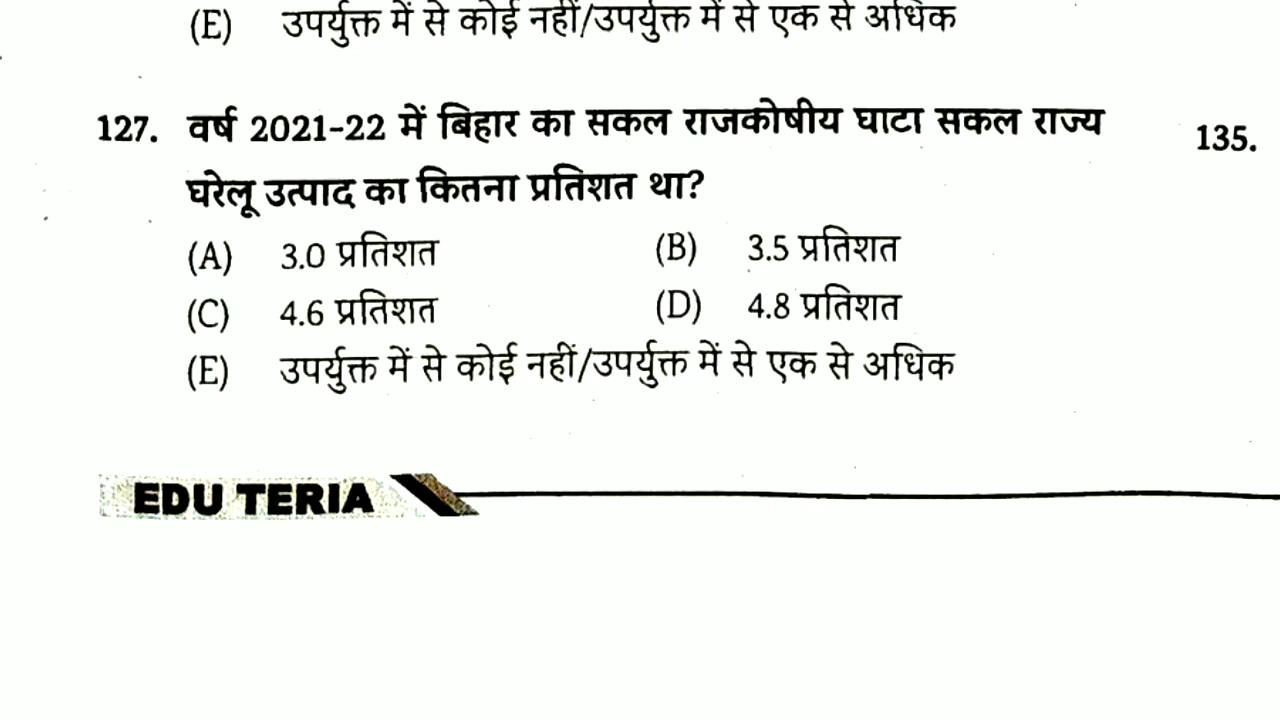 (E) उपर्युक्त में से कोई नहीं/उपर्युक्त में से एक से अधिक
127. वर्ष 2021-22 में बिहार का सकल राजकोषीय घाटा सकल राज्य
घरेलू उत्पाद का कितना प्रतिशत था?
135.
(A) 3.0 प्रतिशत (B) 3.5 प्रतिशत
(C) 4.6 प्रतिशत (D) 4.8 प्रतिशत
(E) उपर्युक्त में से कोई नहीं/उपर्युक्त में से एक से अधिक
EDU TERIA